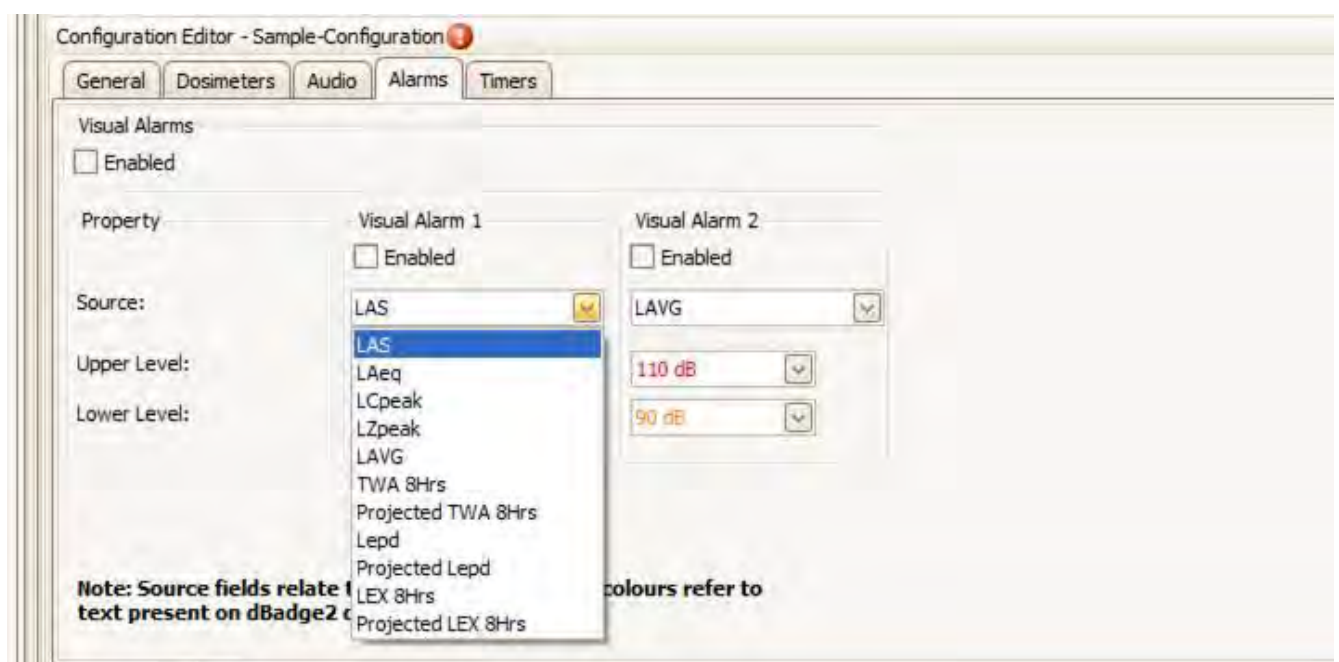 Configuration Editor - Sample-Configuration
General Dosimeters Audio Alarms Timers
Visual Alarms
Enabled
Property Visual Alarm 1 Visual Alarm 2
Enabled Enabled
Source: LAS LAVG
LAS
Upper Level: 110 dB
LAeq
LCpeak
Lower Level: 90 dB
LZpeak
LAVG
TWA 8Hrs
Projected TWA 8Hrs
Lepd
Projected Lepd
Note: Source fields relate colours refer to
LEX 8Hrs
text present on dBadge2
Projected LEX 8Hrs